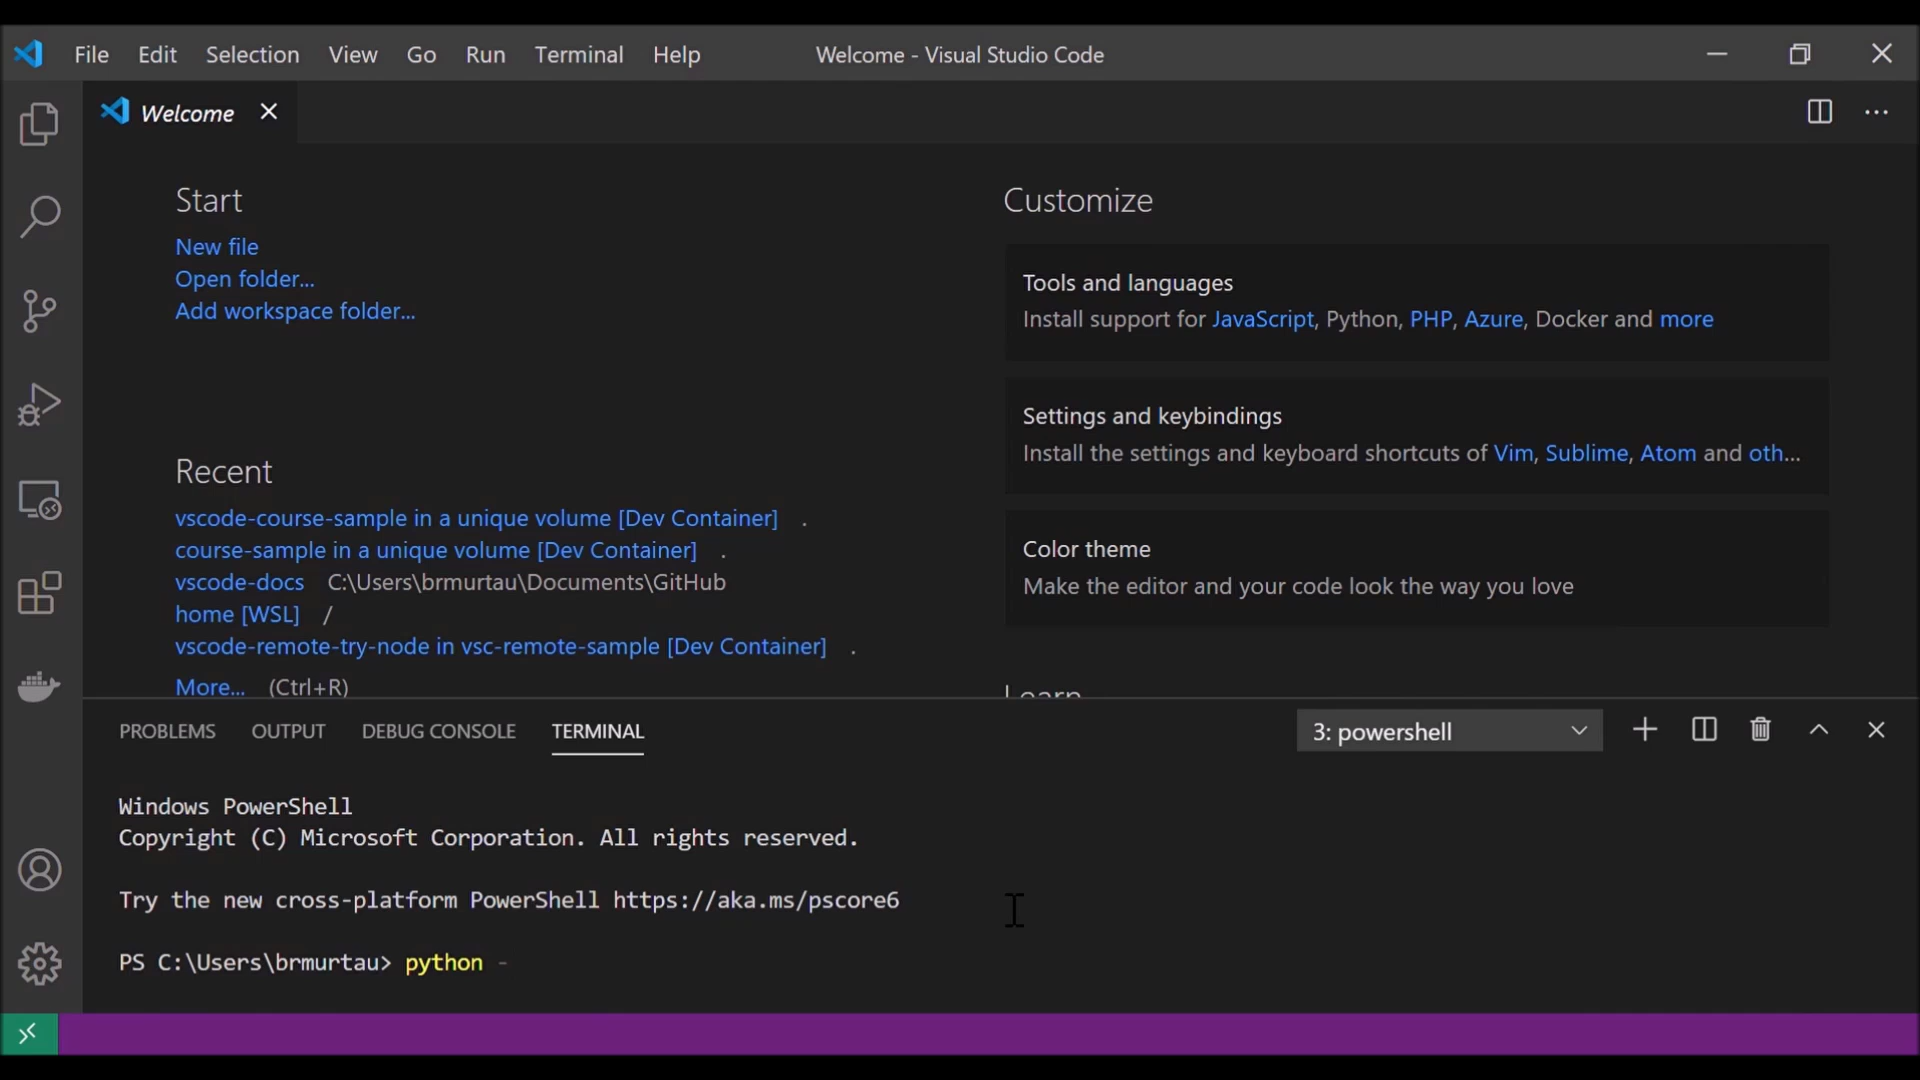 File Edit Selection View Go Run Terminal Help Welcome - Visual Studio Code
Welcome
Start
New file
Open folder...
Add workspace folder...
Recent
vscode-course-sample in a unique volume [Dev Container] .
course-sample in a unique volume [Dev Container] .
vscode-docs C:\Users\brmurtau\Documents\GitHub
home [WSL] /
vscode-remote-try-node in vsc-remote-sample [Dev Container] .
More... (Ctrl+R)
Customize
Tools and languages
Install support for JavaScript, Python, PHP, Azure, Docker and more
Settings and keybindings
Install the settings and keyboard shortcuts of Vim, Sublime, Atom and oth...
Color theme
Make the editor and your code look the way you love
Learn
PROBLEMS OUTPUT DEBUG CONSOLE TERMINAL 3: powershell
Windows PowerShell
Copyright (C) Microsoft Corporation. All rights reserved.
Try the new cross-platform PowerShell https://aka.ms/pscore6
PS C:\Users\brmurtau> python -